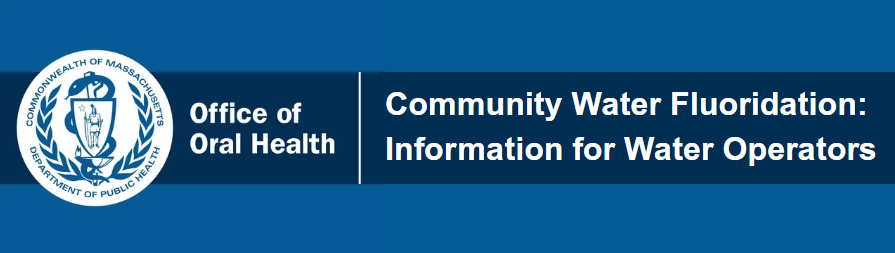 COMMONWEALTH OF MASSACHUSETTS
DEPARTMENT OF PUBLIC HEALTH
Office of
Oral Health
Community Water Fluoridation:
Information for Water Operators